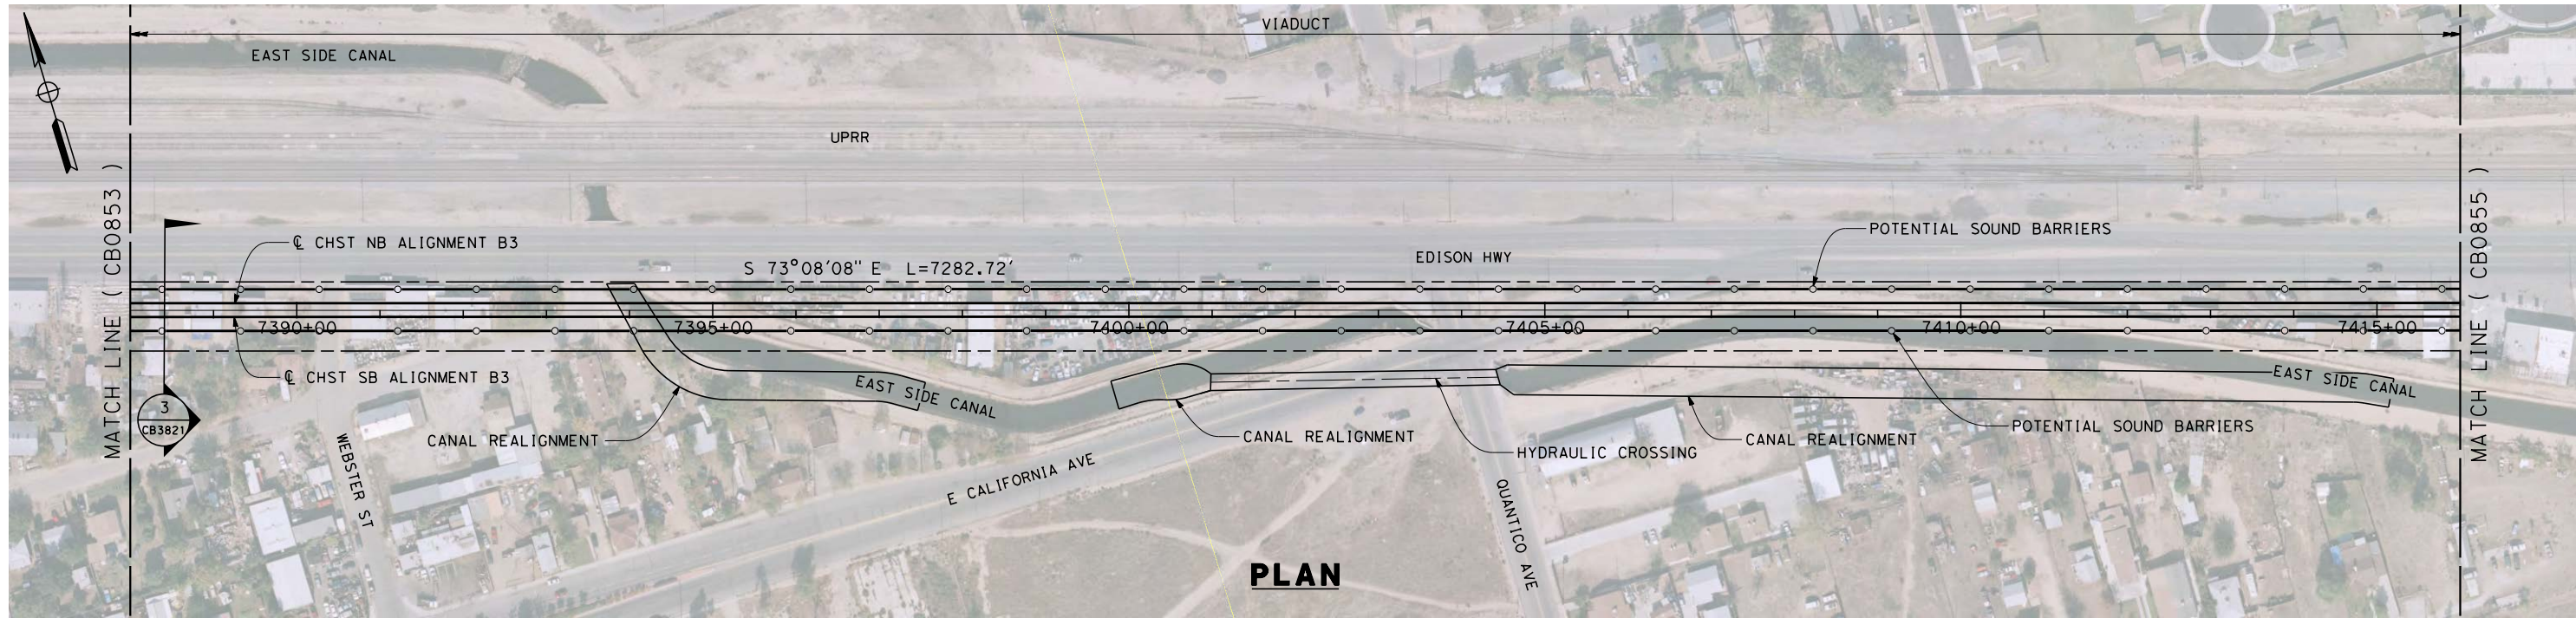 VIADUCT
EAST SIDE CANAL
UPRR
MATCH LINE ( CB0853 )
MATCH LINE ( CB0855 )
POTENTIAL SOUND BARRIERS
℄ CHST NB ALIGNMENT B3
EDISON HWY
S 73°08'08" E L=7282.72'
7390+00
7395+00
7400+00
7405+00
7410+00
7415+00
℄ CHST SB ALIGNMENT B3
EAST SIDE CANAL
EAST SIDE CANAL
3
CB3821
WEBSTER ST
CANAL REALIGNMENT
CANAL REALIGNMENT
CANAL REALIGNMENT
POTENTIAL SOUND BARRIERS
HYDRAULIC CROSSING
E CALIFORNIA AVE
QUANTICO AVE
PLAN